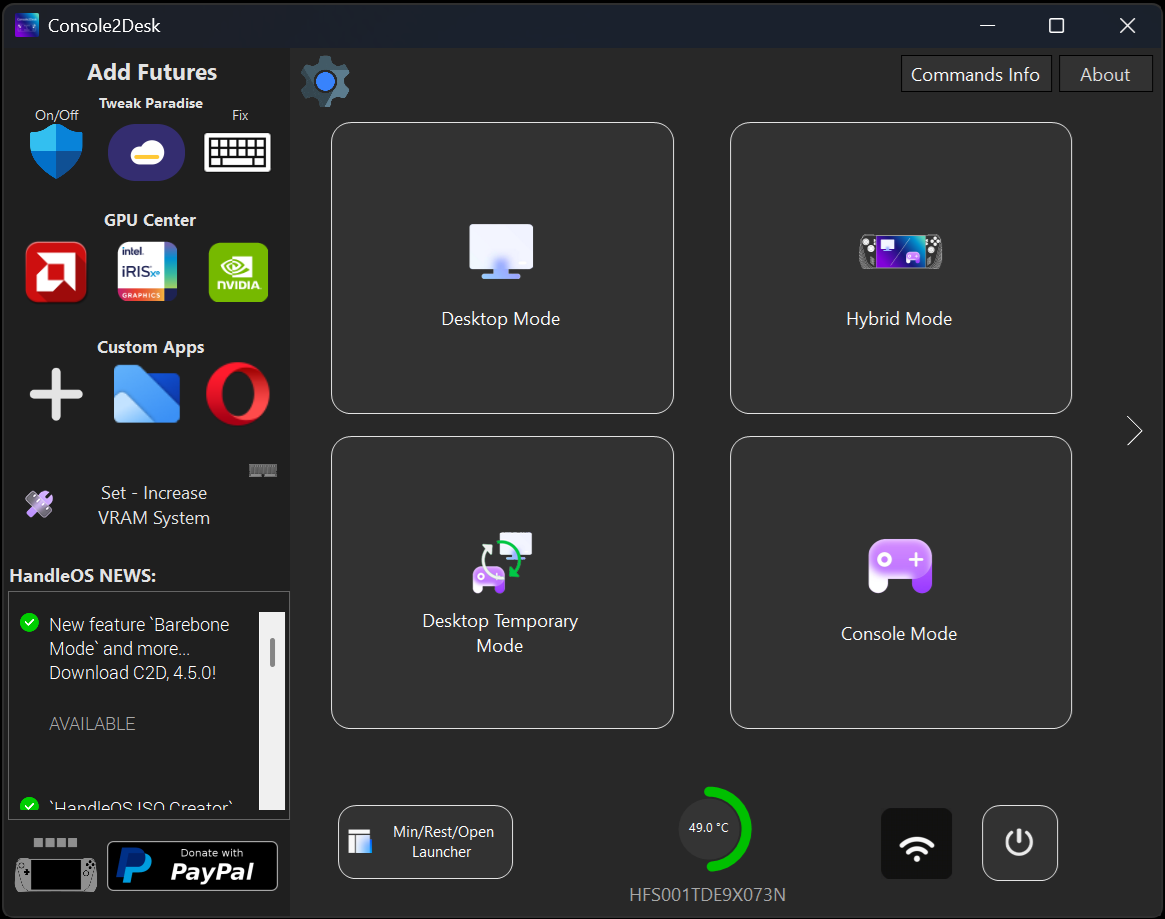 Console2Desk
Add Futures
Tweak Paradise
On/Off
Fix
GPU Center
intel.
iRISxe
GRAPHICS
NVIDIA.
Custom Apps
Set - Increase
VRAM System
HandleOS NEWS:
New feature `Barebone
Mode` and more...
Download C2D, 4.5.0!
AVAILABLE
`HandleOS ISO Creator`
Donate with
PayPal
Commands Info
About
Desktop Mode
Hybrid Mode
Desktop Temporary
Mode
Console Mode
Min/Rest/Open
Launcher
49.0 °C
HFS001TDE9X073N